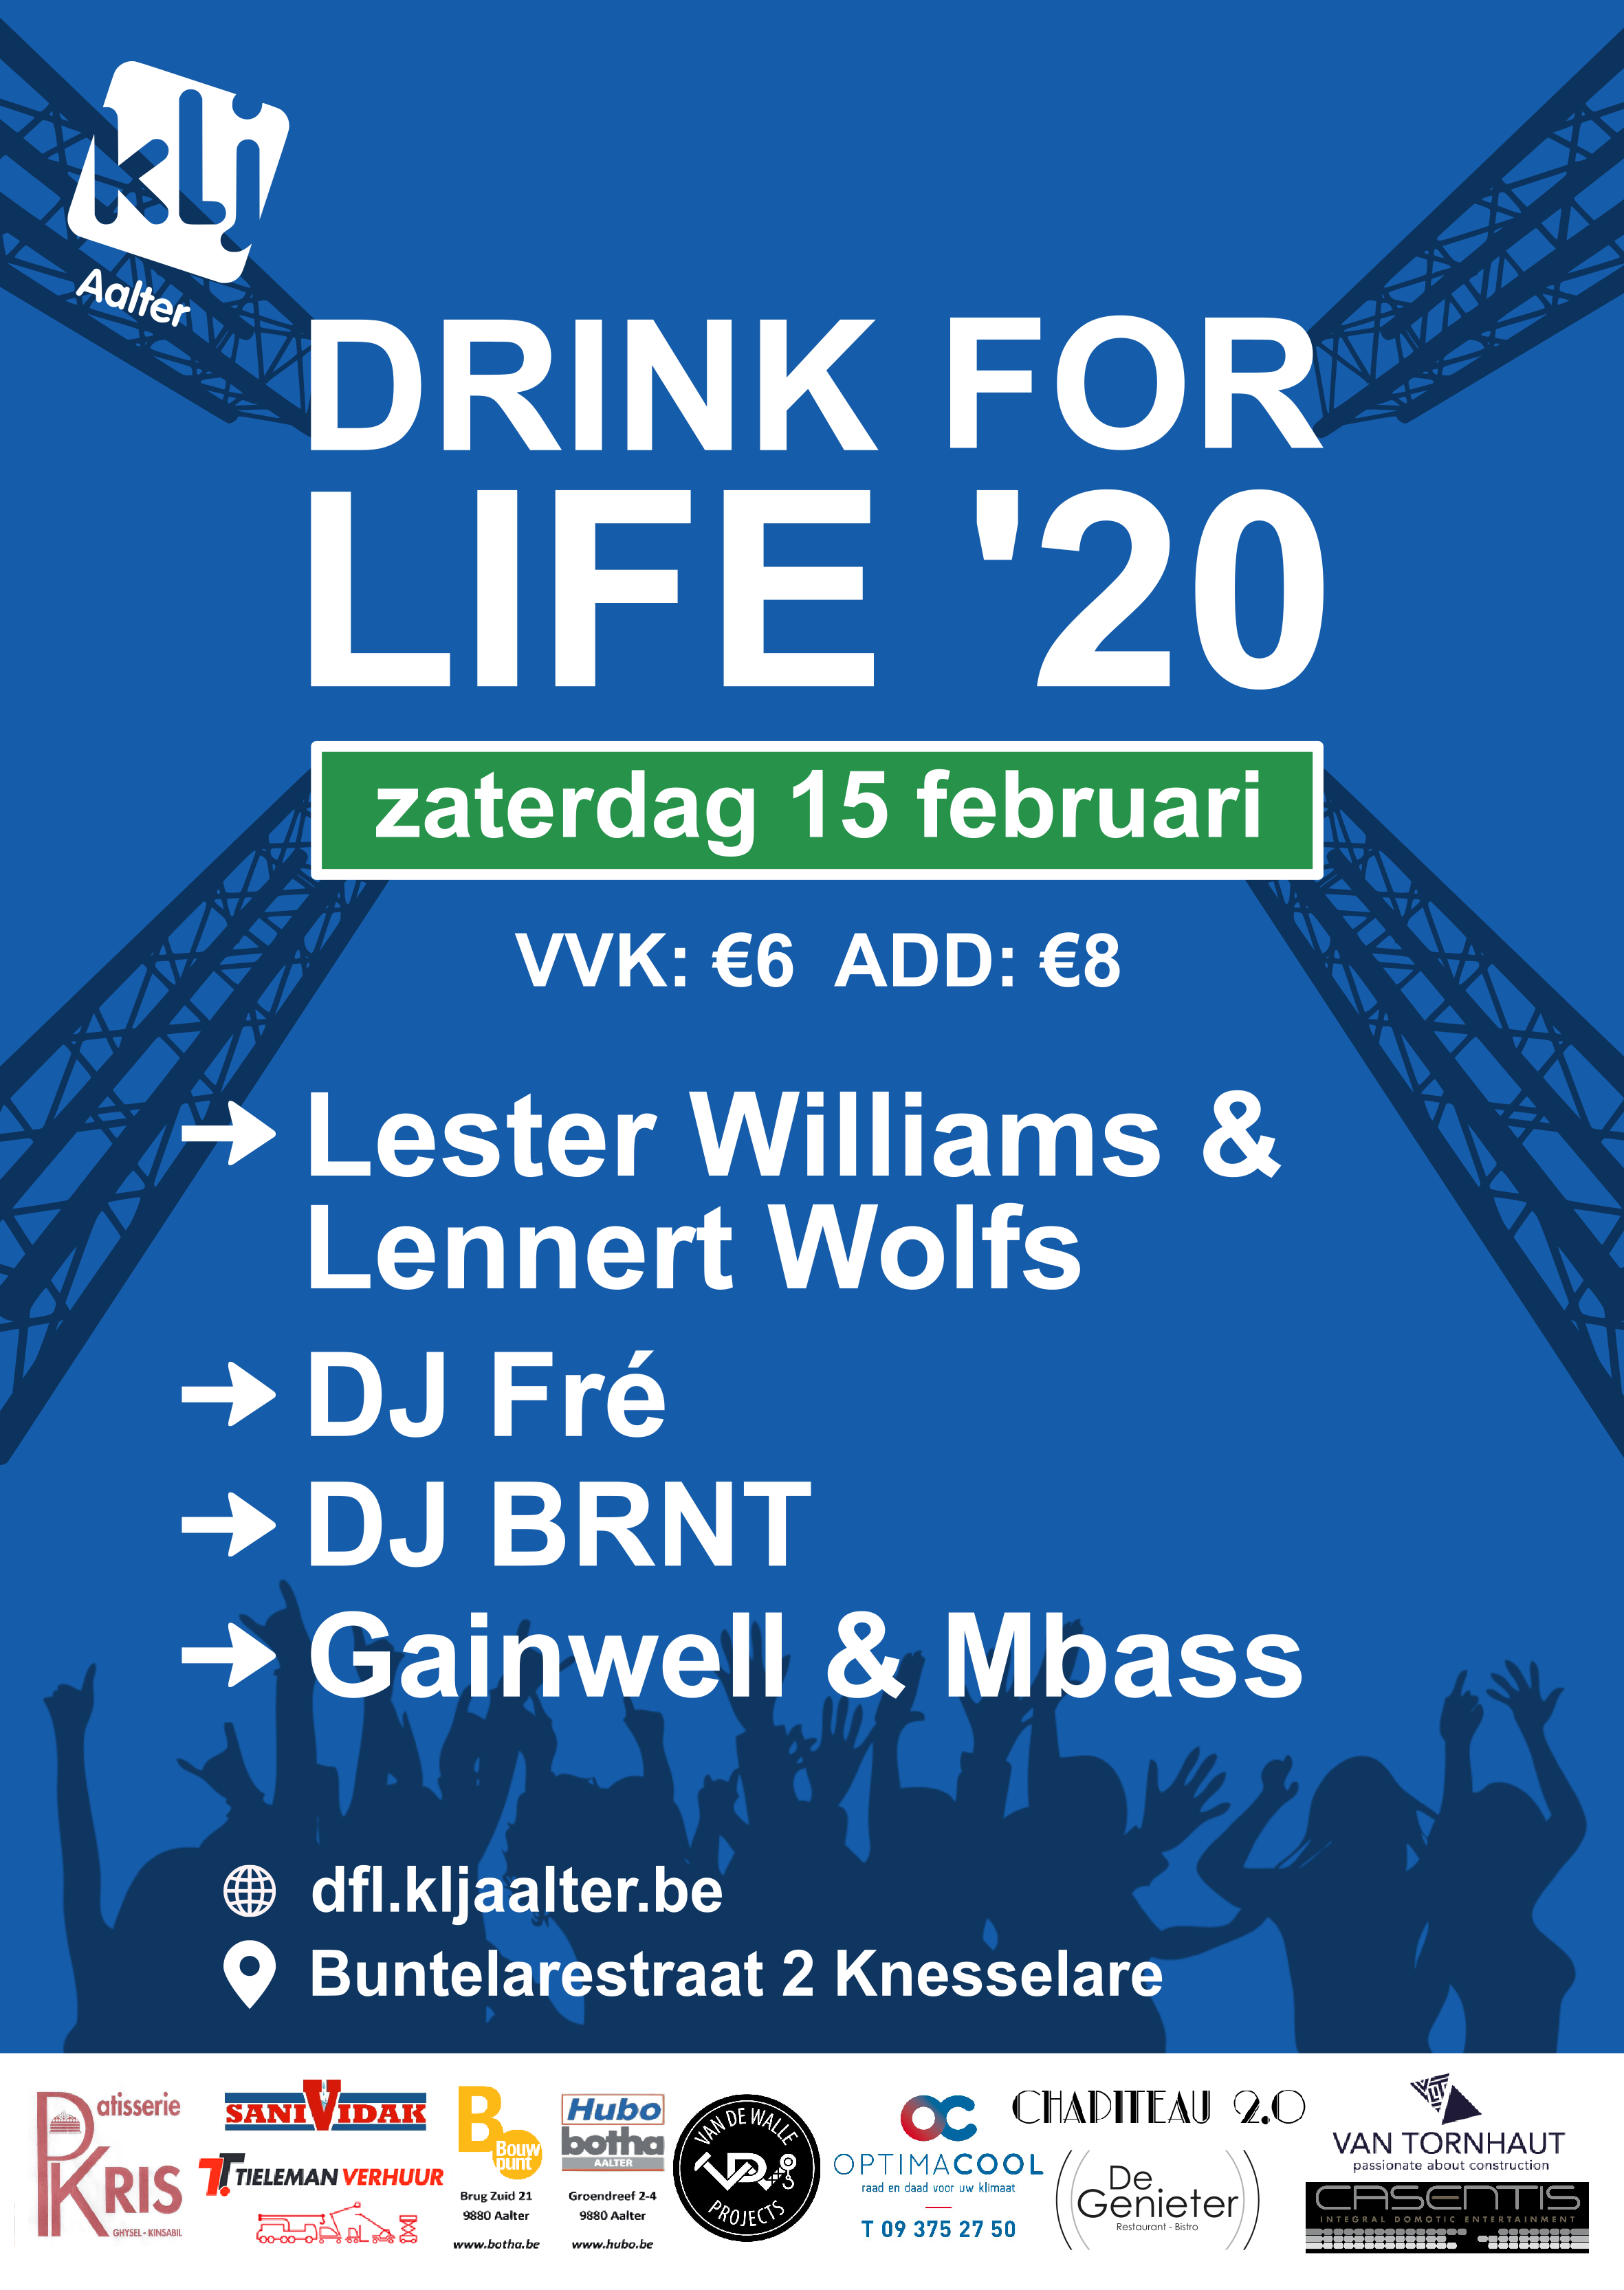 klj
Aalter
DRINK FOR
LIFE '20
zaterdag 15 februari
VVK: €6 ADD: €8
Lester Williams &
Lennert Wolfs
DJ Fré
DJ BRNT
Gainwell & Mbass
dfl.kljaalter.be
Buntelarestraat 2 Knesselare
Patisserie
KRIS
GHYSEL - KINSABIL
SANIVIDAK
TT.
TIELEMAN VERHUUR
B
Bouw
punt
Brug Zuid 21
9880 Aalter
www.botha.be
Hubo
botha
AALTER
Groendreef 2-4
9880 Aalter
www.hubo.be
VAN DE WALLE
PROJECTS
OC
OPTIMACOOL
raad en daad voor uw klimaat
T 09 375 27 50
CHAPITEAU 2.0
De
Genieter
Restaurant - Bistro
VAN TORNHAUT
passionate about construction
CASENTIS
INTEGRAL DOMOTIC ENTERTAINMENT